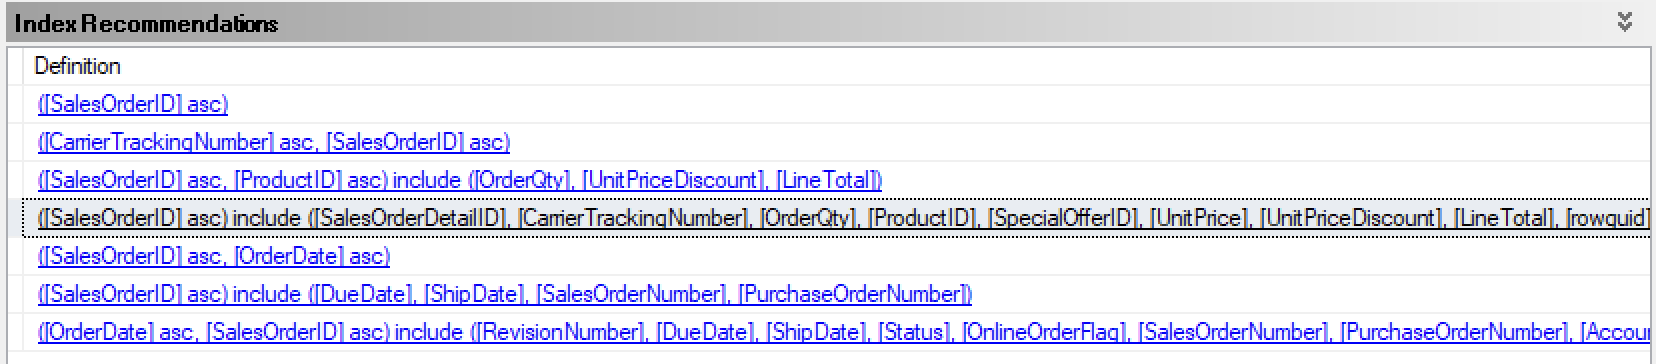 Index Recommendations
Definition
([SalesOrderID] asc)
([CarrierTrackingNumber] asc, [SalesOrderID] asc)
([SalesOrderID] asc, [ProductID] asc) include ([OrderQty], [UnitPriceDiscount], [LineTotal])
([SalesOrderID] asc) include ([SalesOrderDetailID], [CarrierTrackingNumber], [OrderQty], [ProductID], [SpecialOfferID], [UnitPrice], [UnitPriceDiscount], [LineTotal], [rowguid]
([SalesOrderID] asc, [OrderDate] asc)
([SalesOrderID] asc) include ([DueDate], [ShipDate], [SalesOrderNumber], [PurchaseOrderNumber])
([OrderDate] asc, [SalesOrderID] asc) include ([RevisionNumber], [DueDate], [ShipDate], [Status], [OnlineOrderFlag], [SalesOrderNumber], [PurchaseOrderNumber], [Accou